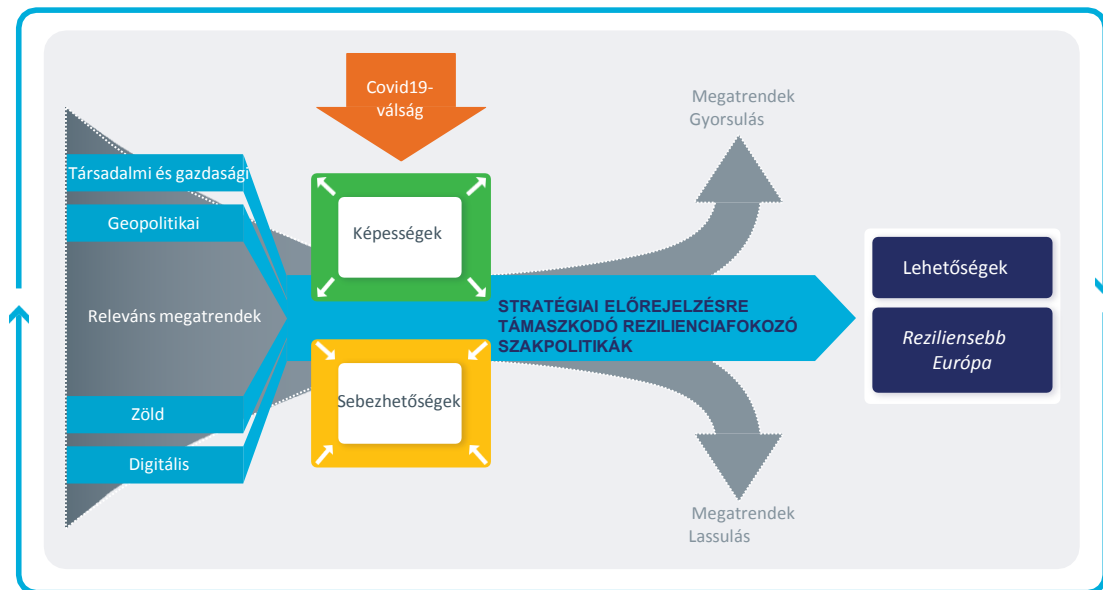 Covid19-
válság
Megatrendek
Gyorsulás
Társadalmi és gazdasági
Geopolitikai
Releváns megatrendek
Zöld
Digitális
Képességek
Sebezhetőségek
STRATÉGIAI ELŐREJELZÉSRE
TÁMASZKODÓ REZILIENCIAFOKOZÓ
SZAKPOLITIKÁK
Lehetőségek
Reziliensebb
Európa
Megatrendek
Lassulás